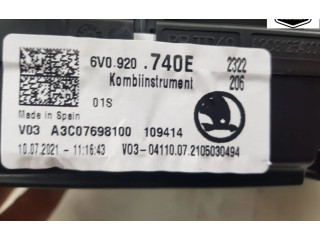 6V0.920 .740E 2322
Kombiinstrument 206
01S
Made in Spain
V03 A3C07698100 109414
10.07.2021 - 11:16:43 V03-04110.07.2105030494